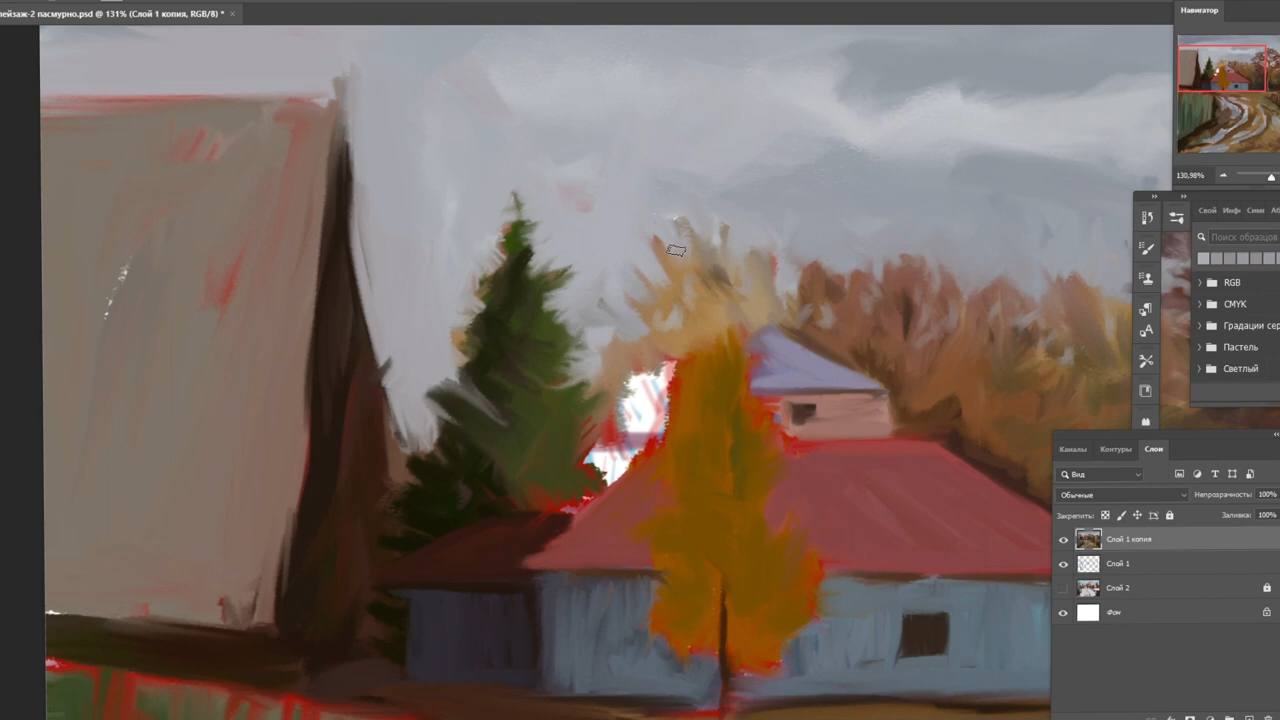 лейзаж-2 пасмурно.psd @ 131% (Слой 1 копия, RGB/8) *
Навигатор
130,98%
Свой Инф Сим
Поиск образцов
RGB
CMYK
Градации сер
Пастель
Светлый
Каналы Контуры Слои
Вид
Обычные Непрозрачность: 100%
Закрепить: Заливка: 100%
Слой 1 копия
Слой 1
Слой 2
Фон